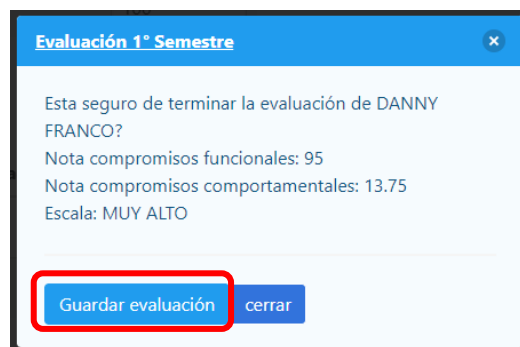 Evaluación 1° Semestre
Esta seguro de terminar la evaluación de DANNY
FRANCO?
Nota compromisos funcionales: 95
Nota compromisos comportamentales: 13.75
Escala: MUY ALTO
Guardar evaluación cerrar